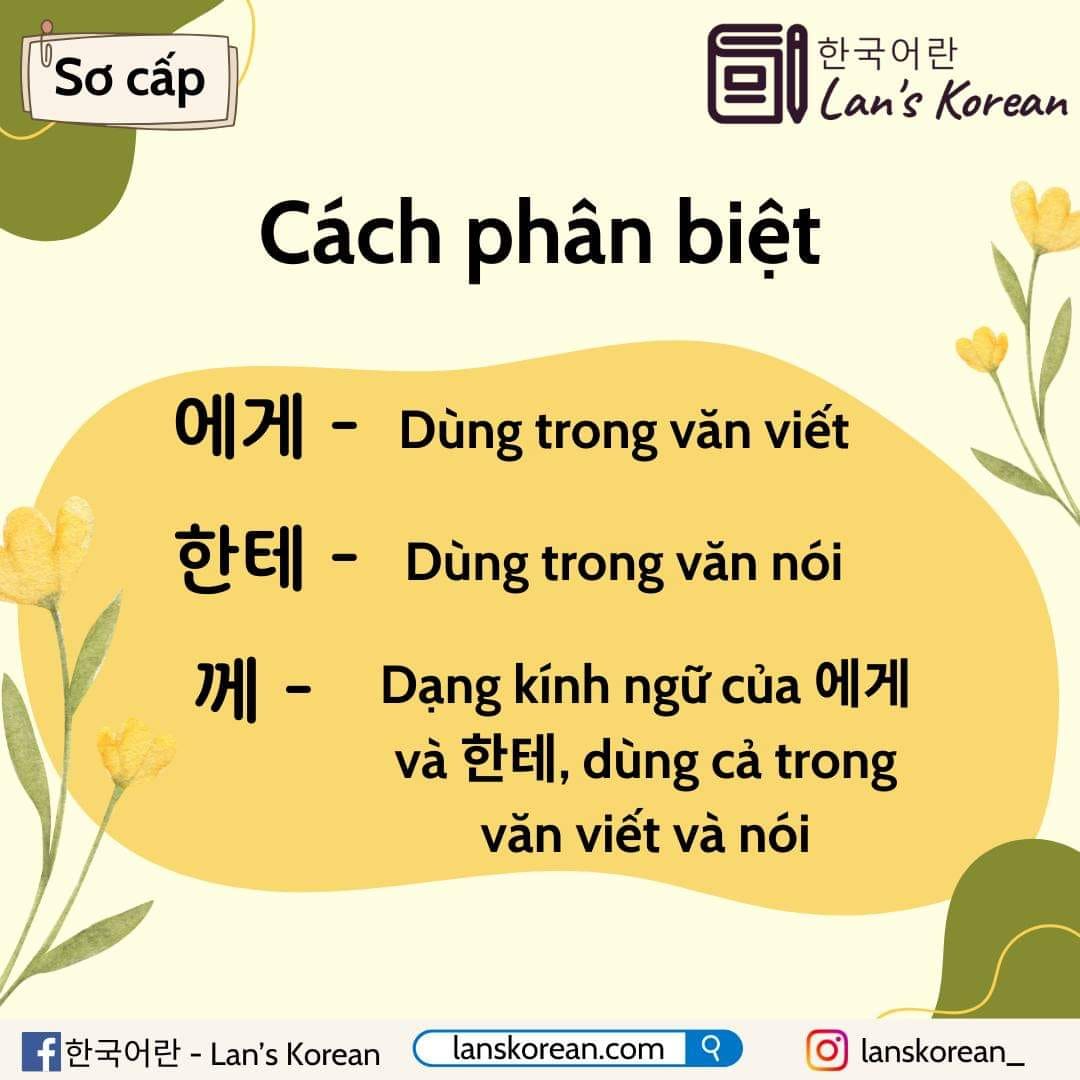 Sơ cấp
한국어란
Lan's Korean
Cách phân biệt
에게 - Dùng trong văn viết
한테 - Dùng trong văn nói
께 - Dạng kính ngữ của 에게
và 한테, dùng cả trong
văn viết và nói
한국어란 - Lan's Korean
lanskorean.com
lanskorean_